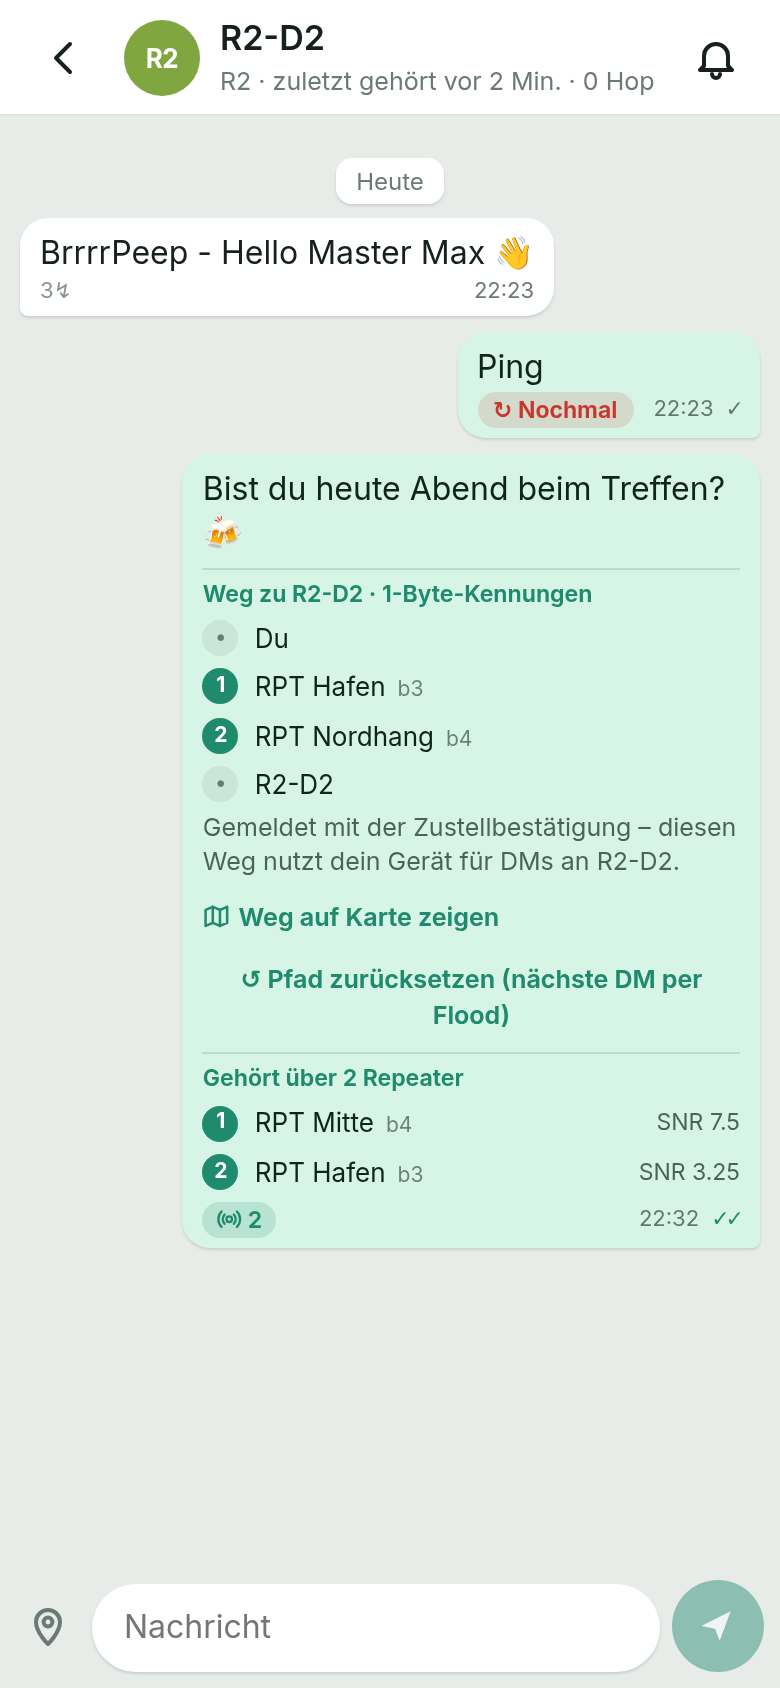 R2
R2-D2
R2 · zuletzt gehört vor 2 Min. · 0 Hop
Heute
BrrrrPeep - Hello Master Max 👋
3↯ 22:23
Ping
↻ Nochmal 22:23 ✓
Bist du heute Abend beim Treffen?
🍻
Weg zu R2-D2 · 1-Byte-Kennungen
• Du
1 RPT Hafen b3
2 RPT Nordhang b4
• R2-D2
Gemeldet mit der Zustellbestätigung – diesen
Weg nutzt dein Gerät für DMs an R2-D2.
Weg auf Karte zeigen
↺ Pfad zurücksetzen (nächste DM per
Flood)
Gehört über 2 Repeater
1 RPT Mitte b4 SNR 7.5
2 RPT Hafen b3 SNR 3.25
2 22:32 ✓✓
Nachricht